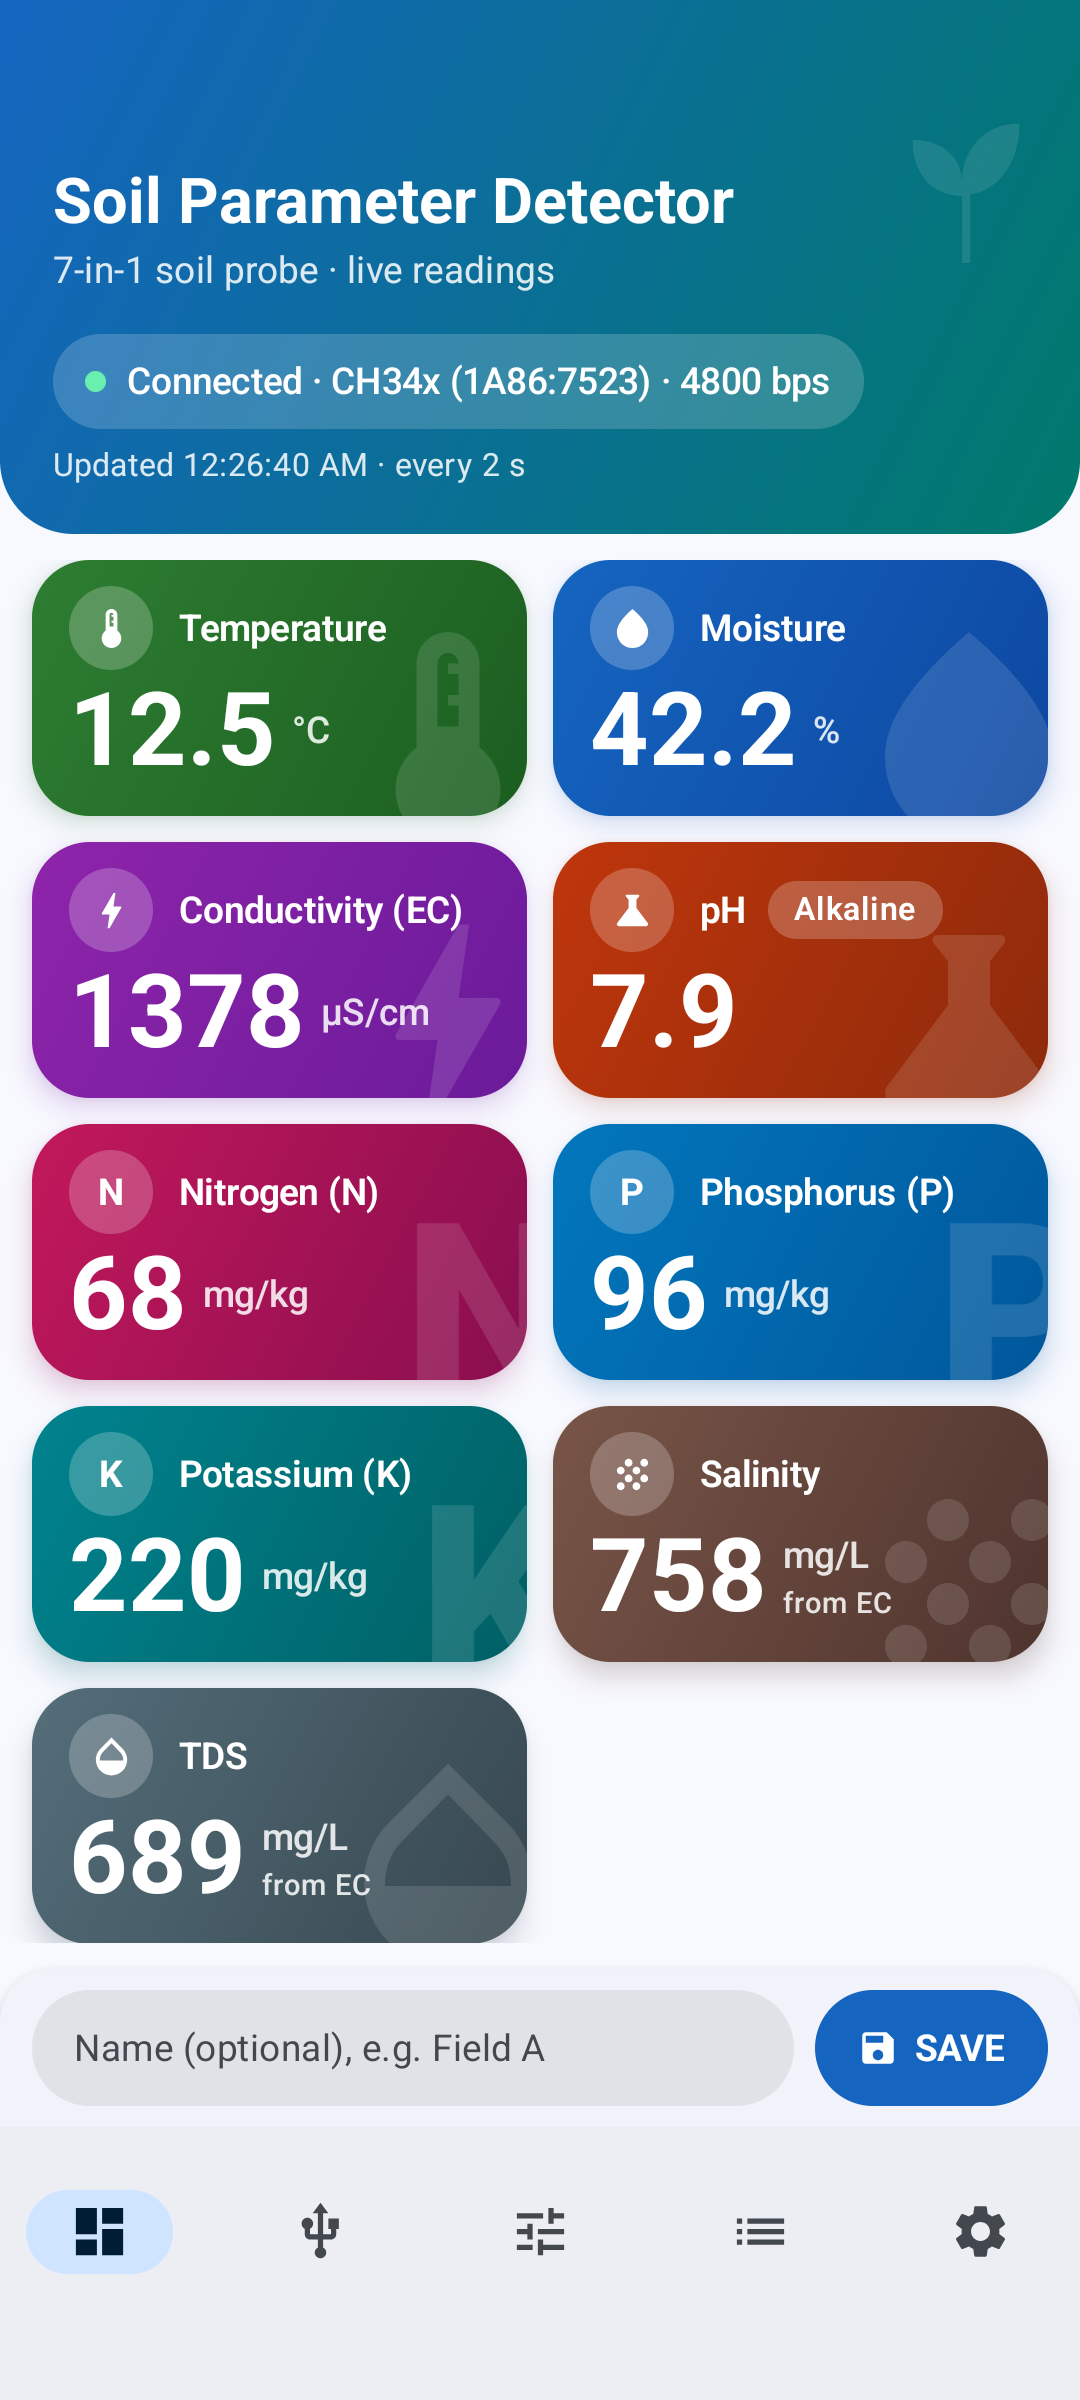 Soil Parameter Detector
7-in-1 soil probe · live readings
Connected · CH34x (1A86:7523) · 4800 bps
Updated 12:26:40 AM · every 2 s
Temperature
12.5 °C
Moisture
42.2 %
Conductivity (EC)
1378 µS/cm
pH Alkaline
7.9
N Nitrogen (N)
68 mg/kg
N
P Phosphorus (P)
96 mg/kg
P
K Potassium (K)
220 mg/kg
K
Salinity
758 mg/L
from EC
TDS
689 mg/L
from EC
Name (optional), e.g. Field A
SAVE